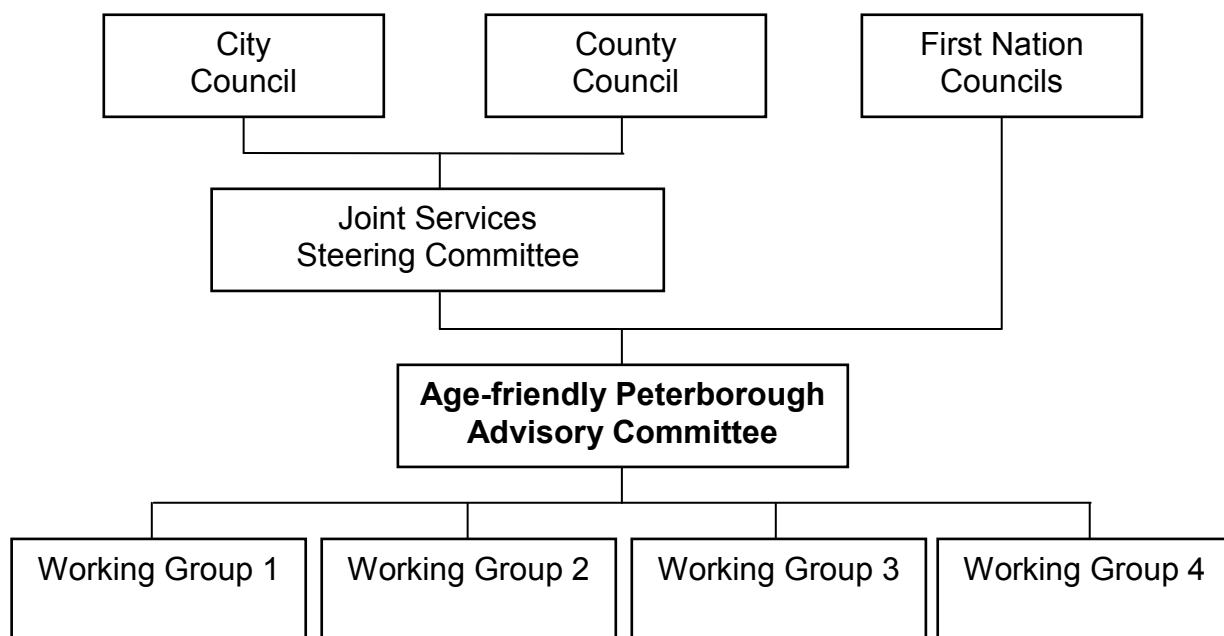 City
Council
County
Council
First Nation
Councils
Joint Services
Steering Committee
Age-friendly Peterborough
Advisory Committee
Working Group 1
Working Group 2
Working Group 3
Working Group 4